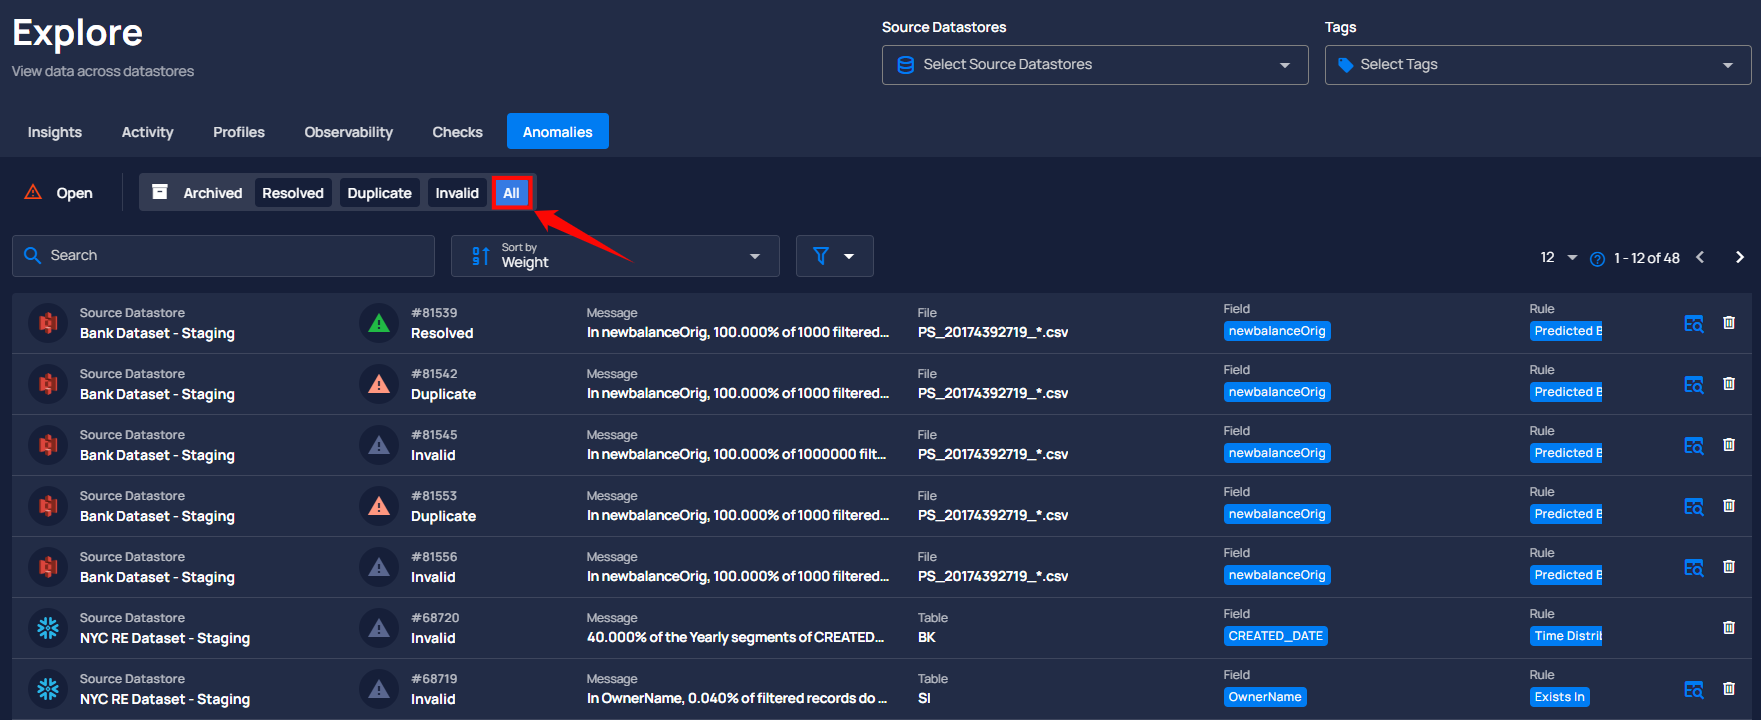 Explore
View data across datastores
Source Datastores
Select Source Datastores
Tags
Select Tags
Insights Activity Profiles Observability Checks Anomalies
Open Archived Resolved Duplicate Invalid All
Search
Sort by
Weight
12 1 - 12 of 48
Source Datastore #81539 Message File Field Rule
Bank Dataset - Staging Resolved In newbalanceOrig, 100.000% of 1000 filtered... PS_20174392719_*.csv newbalanceOrig Predicted B
Source Datastore #81542 Message File Field Rule
Bank Dataset - Staging Duplicate In newbalanceOrig, 100.000% of 1000 filtered... PS_20174392719_*.csv newbalanceOrig Predicted B
Source Datastore #81545 Message File Field Rule
Bank Dataset - Staging Invalid In newbalanceOrig, 100.000% of 1000000 filt... PS_20174392719_*.csv newbalanceOrig Predicted B
Source Datastore #81553 Message File Field Rule
Bank Dataset - Staging Duplicate In newbalanceOrig, 100.000% of 1000 filtered... PS_20174392719_*.csv newbalanceOrig Predicted B
Source Datastore #81556 Message File Field Rule
Bank Dataset - Staging Invalid In newbalanceOrig, 100.000% of 1000 filtered... PS_20174392719_*.csv newbalanceOrig Predicted B
Source Datastore #68720 Message Table Field Rule
NYC RE Dataset - Staging Invalid 40.000% of the Yearly segments of CREATED... BK CREATED_DATE Time Distri
Source Datastore #68719 Message Table Field Rule
NYC RE Dataset - Staging Invalid In OwnerName, 0.040% of filtered records do ... SI OwnerName Exists In